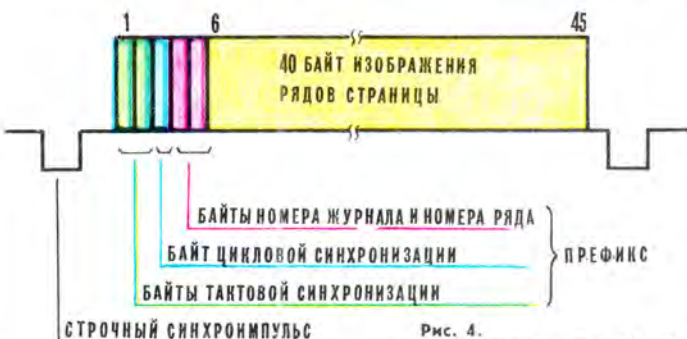 1 6 45
40 БАЙТ ИЗОБРАЖЕНИЯ
РЯДОВ СТРАНИЦЫ
БАЙТЫ НОМЕРА ЖУРНАЛА И НОМЕРА РЯДА
БАЙТ ЦИКЛОВОЙ СИНХРОНИЗАЦИИ
ПРЕФИКС
БАЙТЫ ТАКТОВОЙ СИНХРОНИЗАЦИИ
СТРОЧНЫЙ СИНХРОИМПУЛЬС
Рис. 4.